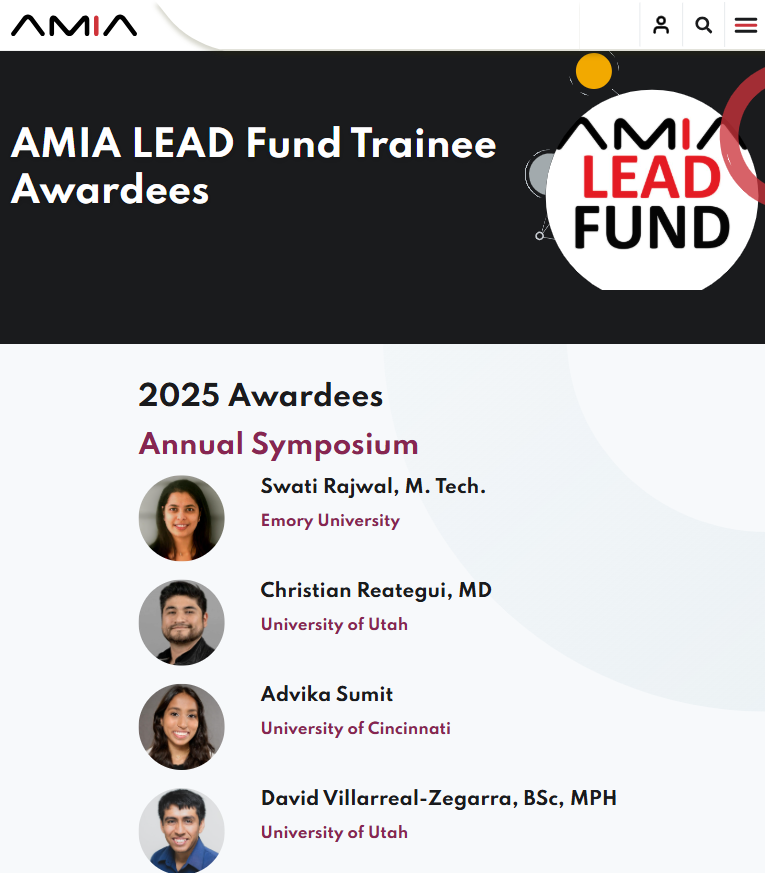 AMIA
AMIA LEAD Fund Trainee
Awardees
AMIA
LEAD
FUND
2025 Awardees
Annual Symposium
Swati Rajwal, M. Tech.
Emory University
Christian Reategui, MD
University of Utah
Advika Sumit
University of Cincinnati
David Villarreal-Zegarra, BSc, MPH
University of Utah